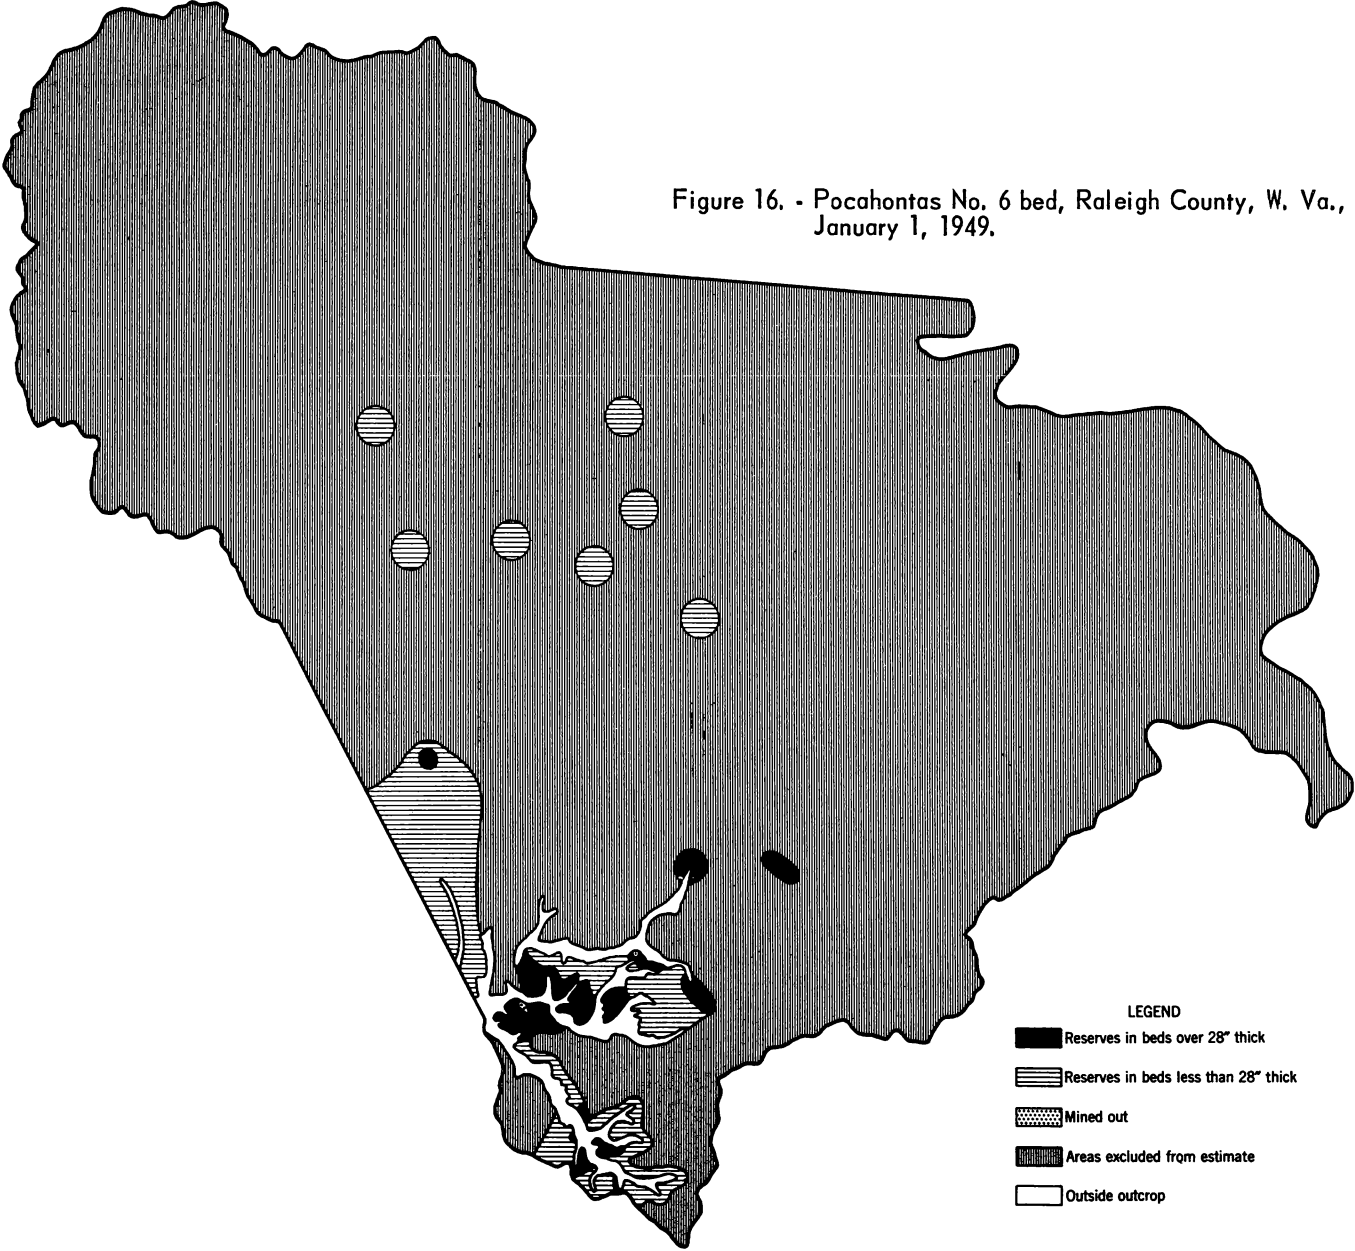 Figure 16. - Pocahontas No. 6 bed, Raleigh County, W. Va.,
January 1, 1949.
LEGEND
Reserves in beds over 28″ thick
Reserves in beds less than 28″ thick
Mined out
Areas excluded from estimate
Outside outcrop